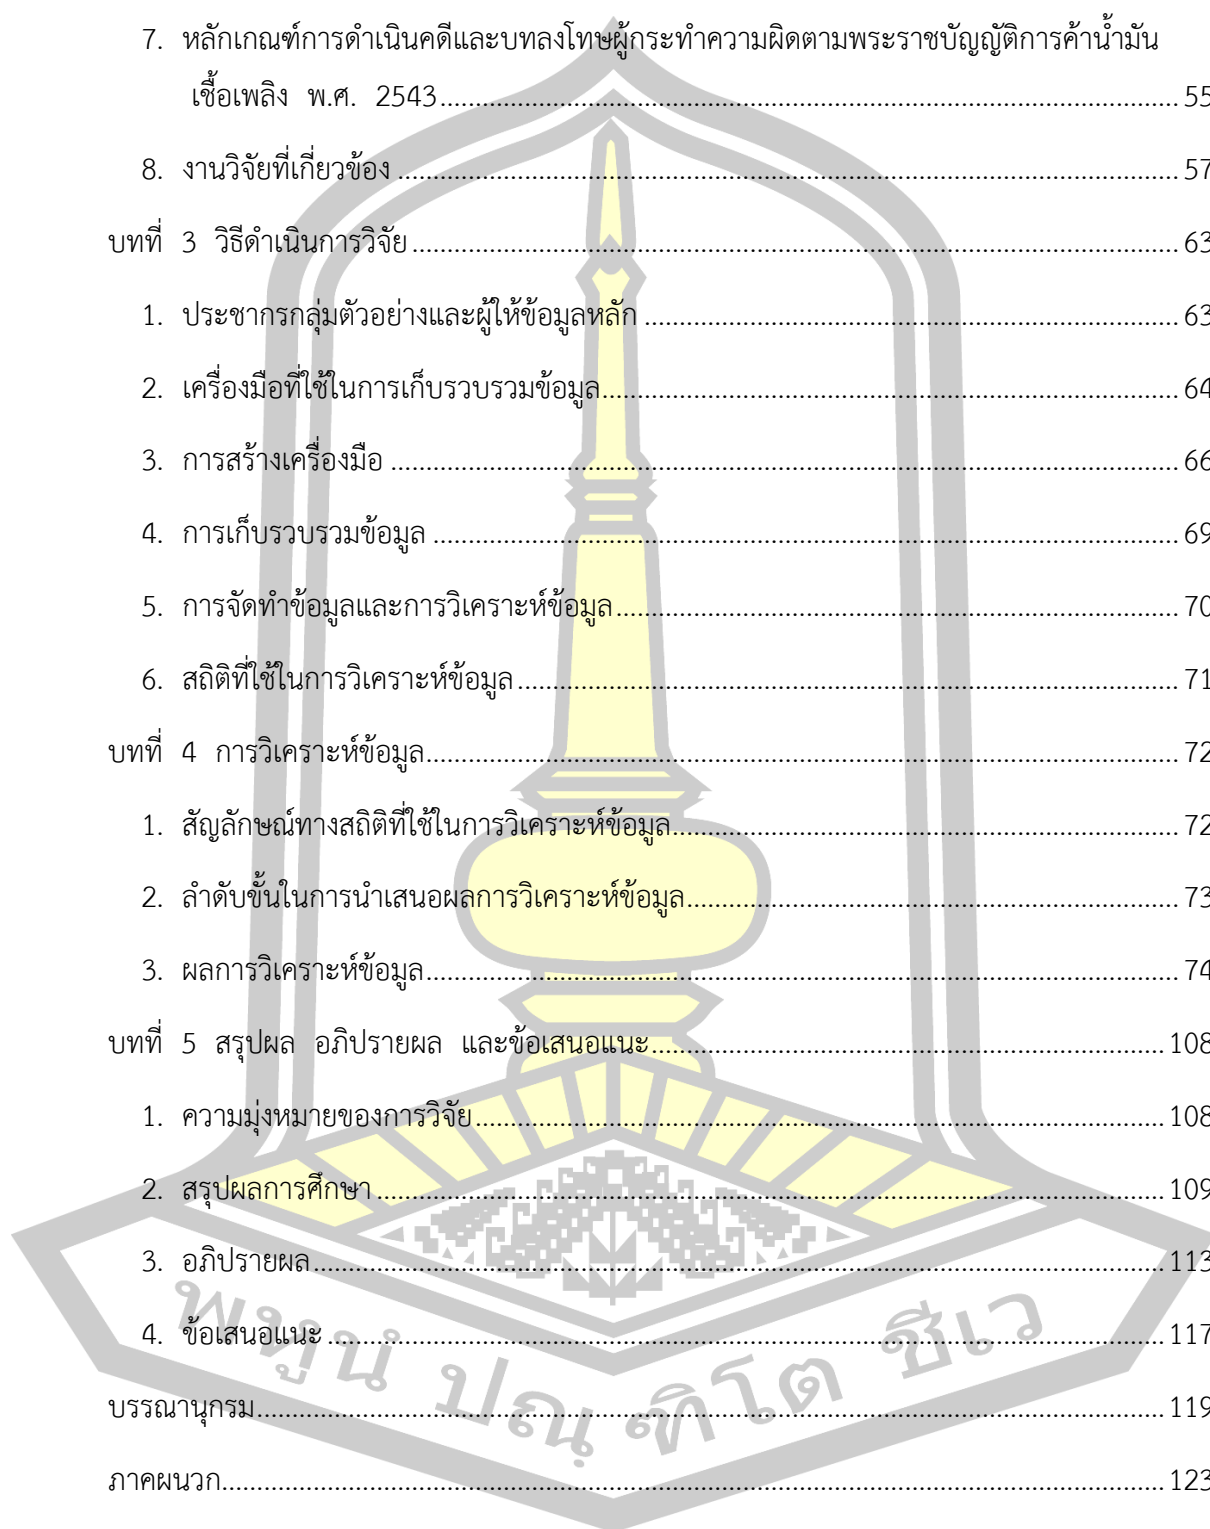 7. หลักเกณฑ์การดำเนินคดีและบทลงโทษผู้กระทำความผิดตามพระราชบัญญัติการค้าน้ำมัน
เชื้อเพลิง พ.ศ. 2543 55
8. งานวิจัยที่เกี่ยวข้อง 57
บทที่ 3 วิธีดำเนินการวิจัย 63
1. ประชากรกลุ่มตัวอย่างและผู้ให้ข้อมูลหลัก 63
2. เครื่องมือที่ใช้ในการเก็บรวบรวมข้อมูล 64
3. การสร้างเครื่องมือ 66
4. การเก็บรวบรวมข้อมูล 69
5. การจัดทำข้อมูลและการวิเคราะห์ข้อมูล 70
6. สถิติที่ใช้ในการวิเคราะห์ข้อมูล 71
บทที่ 4 การวิเคราะห์ข้อมูล 72
1. สัญลักษณ์ทางสถิติที่ใช้ในการวิเคราะห์ข้อมูล 72
2. ลำดับขั้นในการนำเสนอผลการวิเคราะห์ข้อมูล 73
3. ผลการวิเคราะห์ข้อมูล 74
บทที่ 5 สรุปผล อภิปรายผล และข้อเสนอแนะ 108
1. ความมุ่งหมายของการวิจัย 108
2. สรุปผลการศึกษา 109
3. อภิปรายผล 113
4. ข้อเสนอแนะ 117
บรรณานุกรม 119
ภาคผนวก 123
พหูนํ ปณฺฑิโต ชีเว